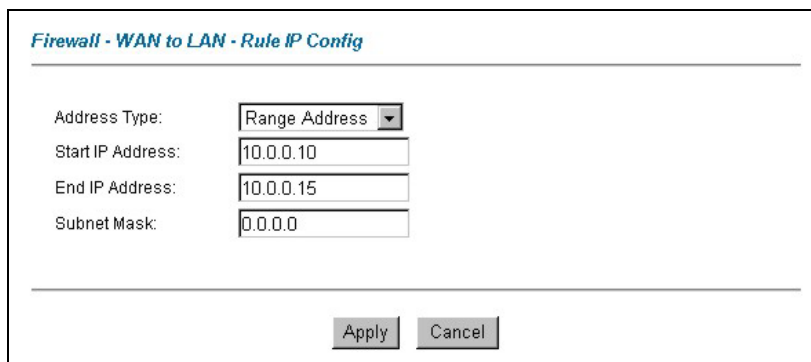 Firewall - WAN to LAN - Rule IP Config
Address Type: Range Address
Start IP Address: 10.0.0.10
End IP Address: 10.0.0.15
Subnet Mask: 0.0.0.0
Apply Cancel